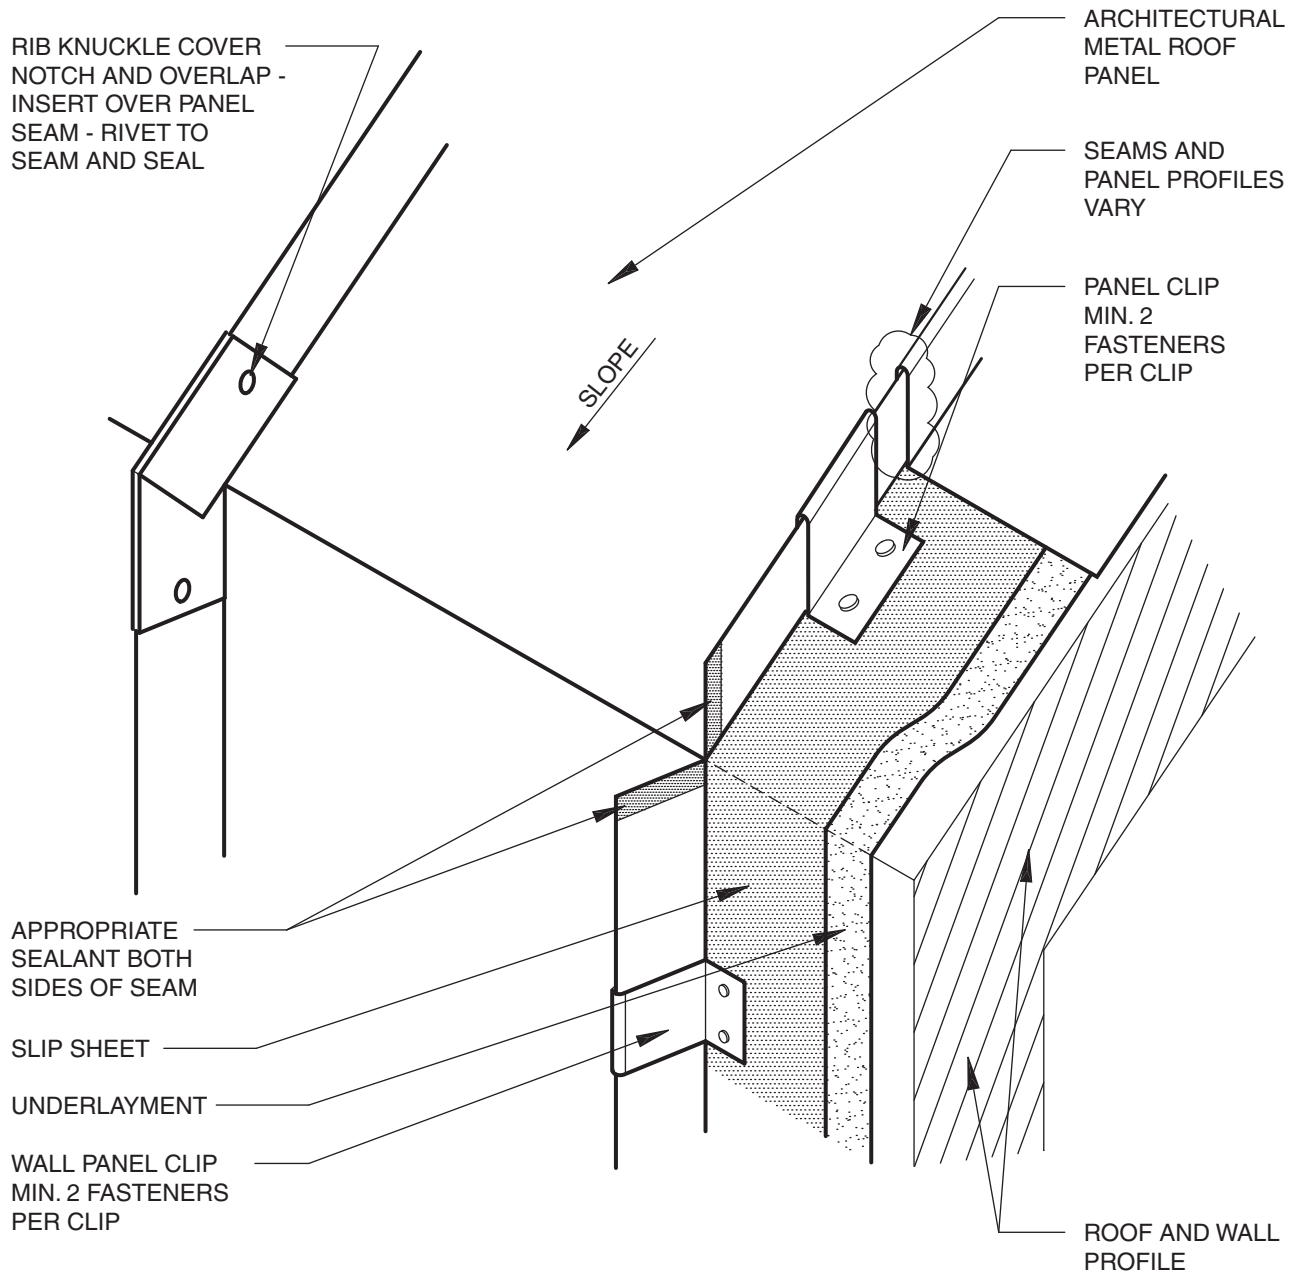 RIB KNUCKLE COVER
NOTCH AND OVERLAP -
INSERT OVER PANEL
SEAM - RIVET TO
SEAM AND SEAL
ARCHITECTURAL
METAL ROOF
PANEL
SEAMS AND
PANEL PROFILES
VARY
PANEL CLIP
MIN. 2
FASTENERS
PER CLIP
SLOPE
APPROPRIATE
SEALANT BOTH
SIDES OF SEAM
SLIP SHEET
UNDERLAYMENT
WALL PANEL CLIP
MIN. 2 FASTENERS
PER CLIP
ROOF AND WALL
PROFILE